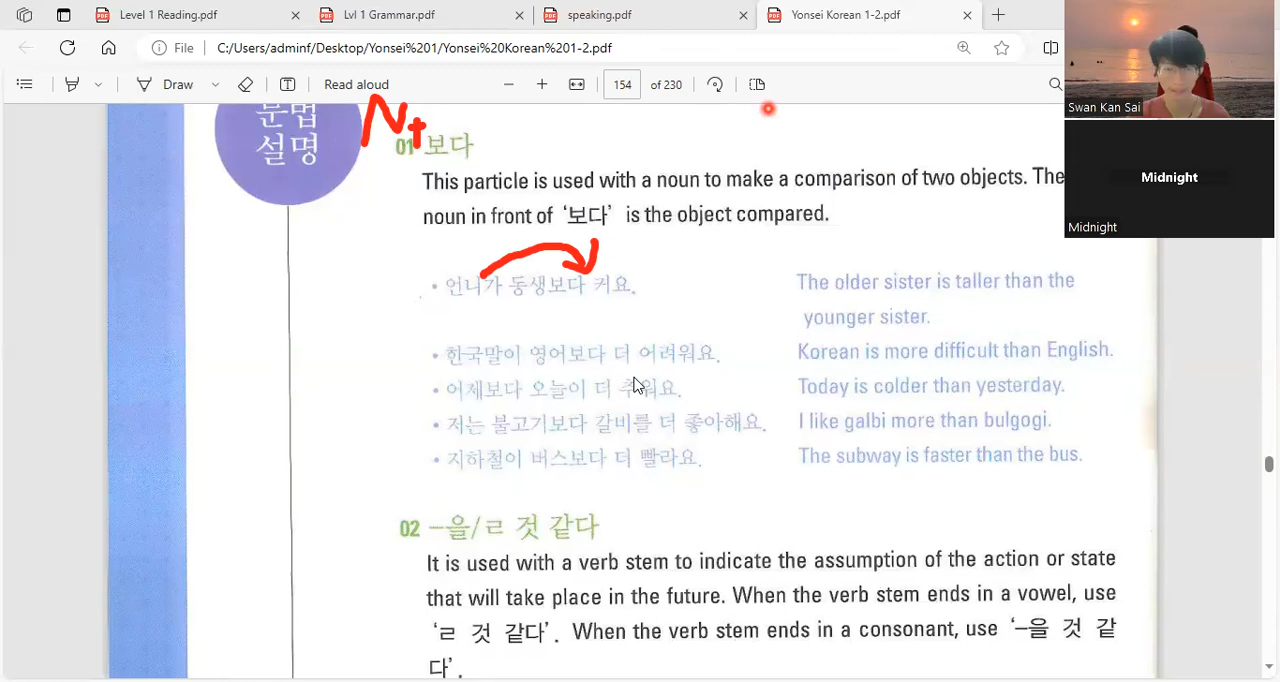 Level 1 Reading.pdf
Lvl 1 Grammar.pdf
speaking.pdf
Yonsei Korean 1-2.pdf
File C:/Users/adminf/Desktop/Yonsei%201/Yonsei%20Korean%201-2.pdf
Draw
Read aloud
154 of 230
Swan Kan Sai
Midnight
Midnight
문법
설명
N+
01 보다
This particle is used with a noun to make a comparison of two objects. The
noun in front of ‘보다’ is the object compared.
• 언니가 동생보다 커요. The older sister is taller than the
younger sister.
• 한국말이 영어보다 더 어려워요. Korean is more difficult than English.
• 어제보다 오늘이 더 추워요. Today is colder than yesterday.
• 저는 불고기보다 갈비를 더 좋아해요. I like galbi more than bulgogi.
• 지하철이 버스보다 더 빨라요. The subway is faster than the bus.
02 –을/ㄹ 것 같다
It is used with a verb stem to indicate the assumption of the action or state
that will take place in the future. When the verb stem ends in a vowel, use
‘ㄹ 것 같다’. When the verb stem ends in a consonant, use ‘–을 것 같
다’.